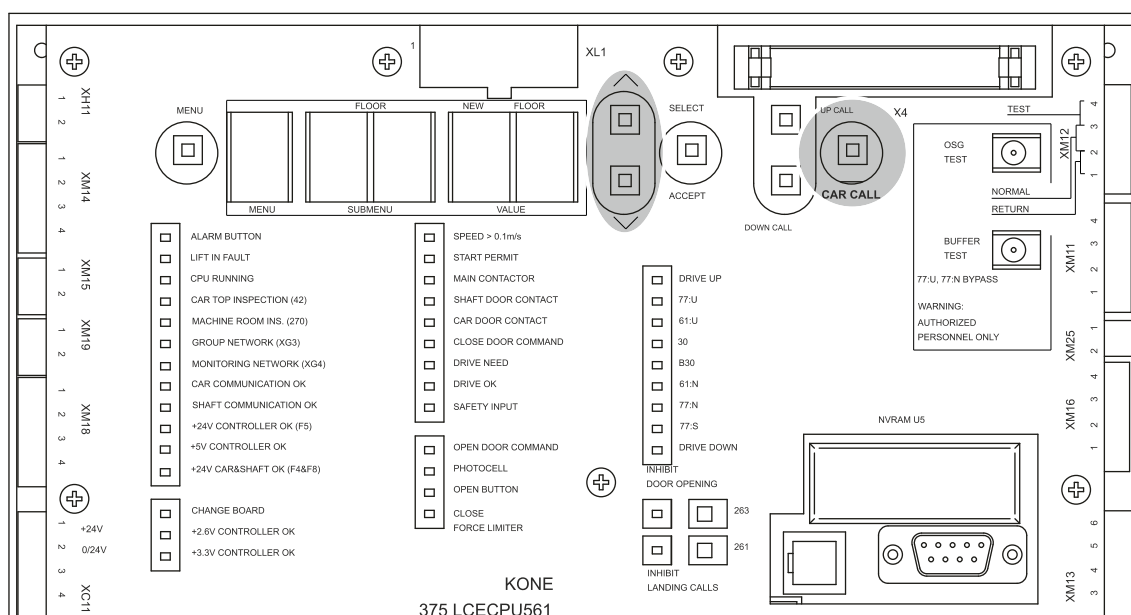 1
XL1
MENU
FLOOR
NEW FLOOR
SELECT
ACCEPT
MENU
SUBMENU
VALUE
UP CALL
X4
CAR CALL
DOWN CALL
OSG
TEST
TEST
NORMAL
RETURN
BUFFER
TEST
77:U, 77:N BYPASS
WARNING:
AUTHORIZED
PERSONNEL ONLY
XH11
1
2
XM14
1
2
3
4
XM15
1
2
XM19
1
2
XM18
1
2
3
4
XC11
1 +24V
2 0/24V
3
4
ALARM BUTTON
LIFT IN FAULT
CPU RUNNING
CAR TOP INSPECTION (42)
MACHINE ROOM INS. (270)
GROUP NETWORK (XG3)
MONITORING NETWORK (XG4)
CAR COMMUNICATION OK
SHAFT COMMUNICATION OK
+24V CONTROLLER OK (F5)
+5V CONTROLLER OK
+24V CAR&SHAFT OK (F4&F8)
CHANGE BOARD
+2.6V CONTROLLER OK
+3.3V CONTROLLER OK
SPEED > 0.1m/s
START PERMIT
MAIN CONTACTOR
SHAFT DOOR CONTACT
CAR DOOR CONTACT
CLOSE DOOR COMMAND
DRIVE NEED
DRIVE OK
SAFETY INPUT
OPEN DOOR COMMAND
PHOTOCELL
OPEN BUTTON
CLOSE
FORCE LIMITER
DRIVE UP
77:U
61:U
30
B30
61:N
77:N
77:S
DRIVE DOWN
INHIBIT
DOOR OPENING
263
261
INHIBIT
LANDING CALLS
NVRAM U5
KONE
375 LCECPU561
XM12
4
3
2
1
XM11
4
3
2
1
XM25
1
2
XM16
4
3
2
1
XM13
6
5
4
3